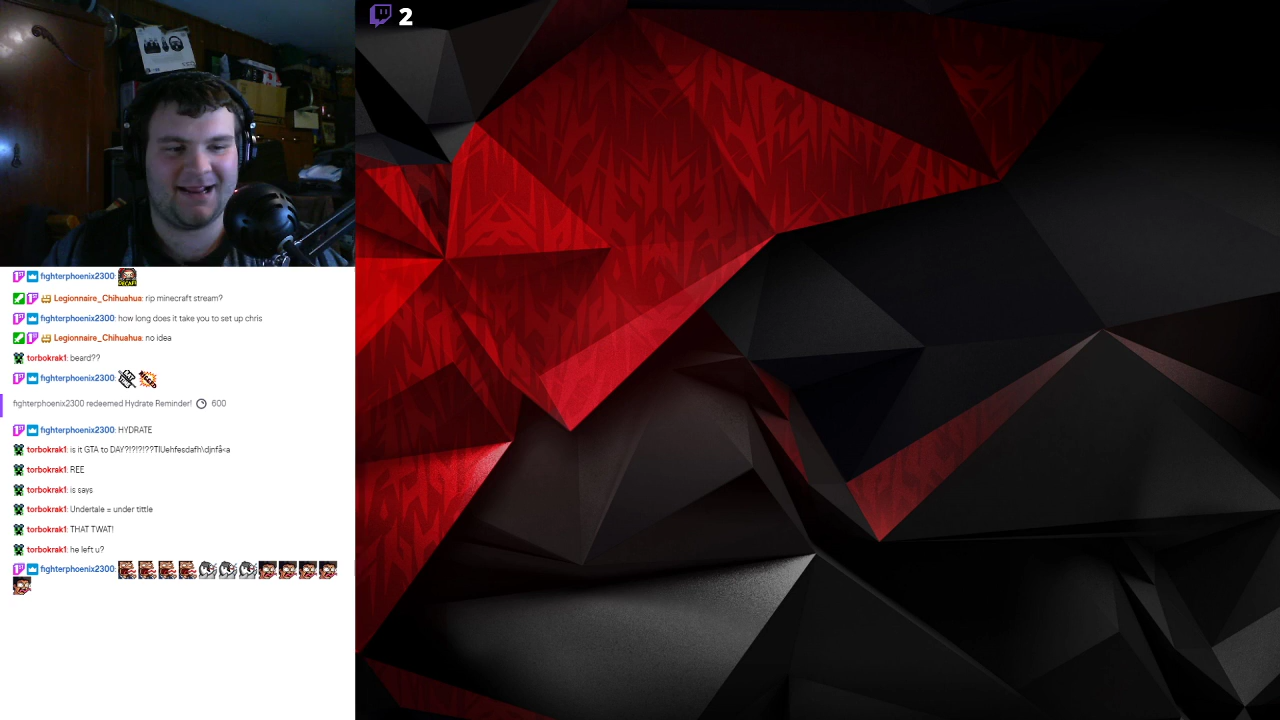 2
fighterphoenix2300:
Legionnaire_Chihuahua: rip minecraft stream?
fighterphoenix2300: how long does it take you to set up chris
Legionnaire_Chihuahua: no idea
torbokrak1: beard??
fighterphoenix2300:
fighterphoenix2300 redeemed Hydrate Reminder! 600
fighterphoenix2300: HYDRATE
torbokrak1: is it GTA to DAY?!?!?!??TIUehfesdafh\djnfå<a
torbokrak1: REE
torbokrak1: is says
torbokrak1: Undertale = under tittle
torbokrak1: THAT TWAT!
torbokrak1: he left u?
fighterphoenix2300: